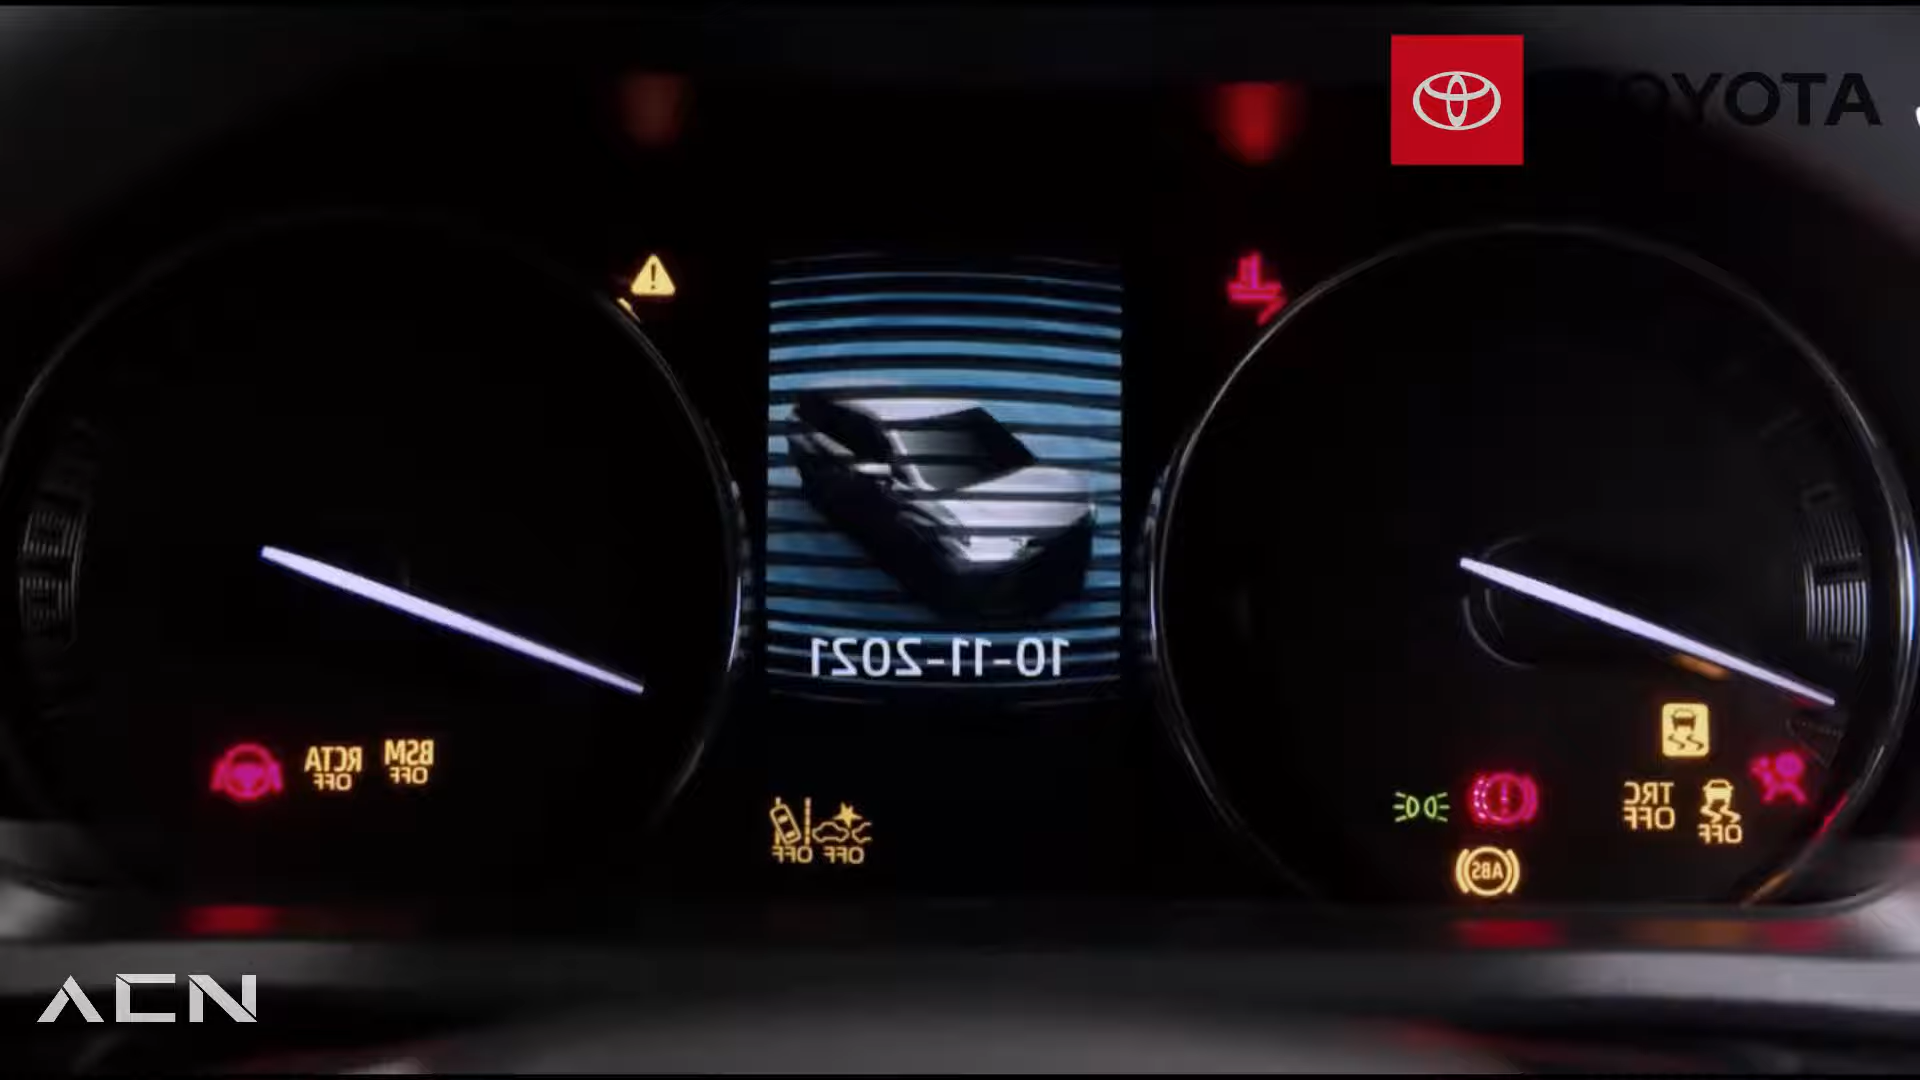 TOYOTA
10-11-2021
BSM
OFF
RCTA
OFF
OFF OFF
TRC
OFF
OFF
ABS
ACN